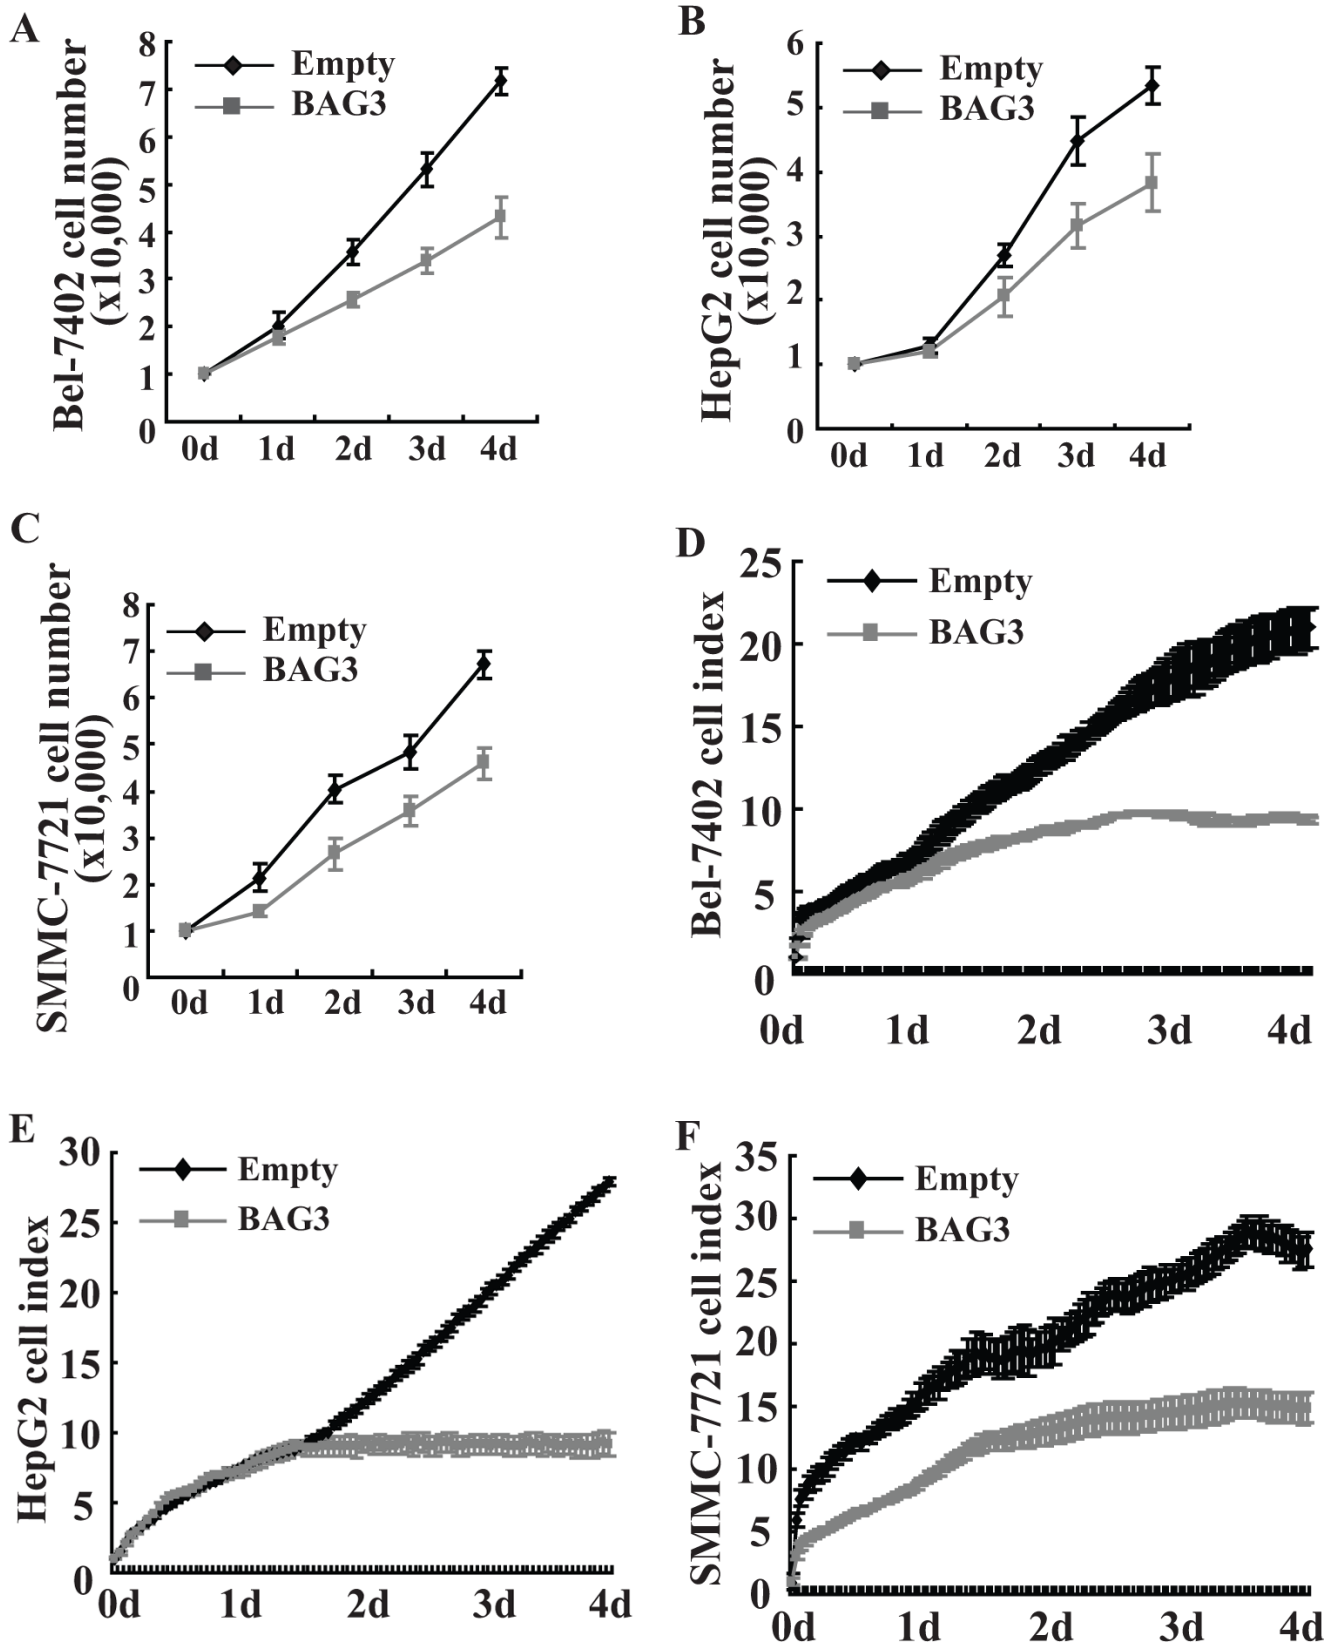 A
Bel-7402 cell number
(x10,000)
8
7
6
5
4
3
2
1
0
Empty
BAG3
0d 1d 2d 3d 4d
B
HepG2 cell number
(x10,000)
6
5
4
3
2
1
0
Empty
BAG3
0d 1d 2d 3d 4d
C
SMMC-7721 cell number
(x10,000)
8
7
6
5
4
3
2
1
0
Empty
BAG3
0d 1d 2d 3d 4d
D
Bel-7402 cell index
25
20
15
10
5
0
Empty
BAG3
0d 1d 2d 3d 4d
E
HepG2 cell index
30
25
20
15
10
5
0
Empty
BAG3
0d 1d 2d 3d 4d
F
SMMC-7721 cell index
35
30
25
20
15
10
5
0
Empty
BAG3
0d 1d 2d 3d 4d